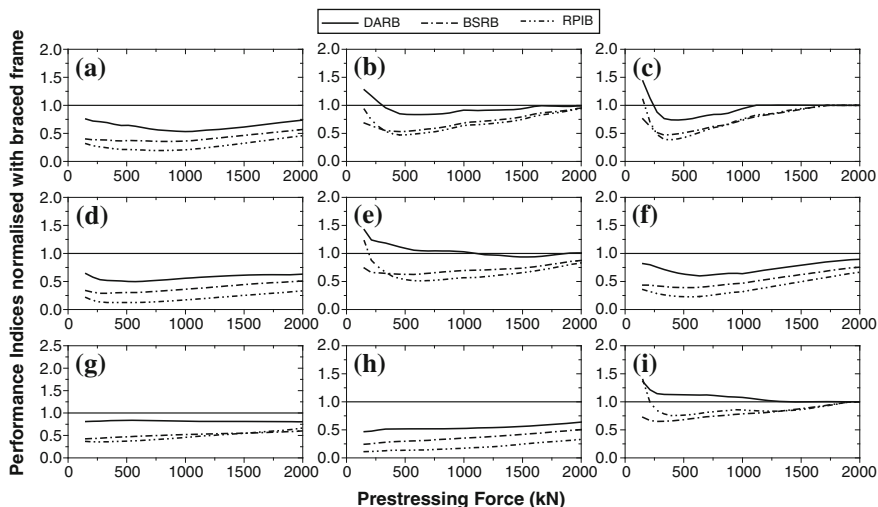 DARB BSRB RPIB
Performance Indices normalised with braced frame
2.0 2.0 2.0
(a) (b) (c)
1.5 1.5 1.5
1.0 1.0 1.0
0.5 0.5 0.5
0.0 0.0 0.0
0 500 1000 1500 2000 0 500 1000 1500 2000 0 500 1000 1500 2000
2.0 2.0 2.0
(d) (e) (f)
1.5 1.5 1.5
1.0 1.0 1.0
0.5 0.5 0.5
0.0 0.0 0.0
0 500 1000 1500 2000 0 500 1000 1500 2000 0 500 1000 1500 2000
2.5 2.0 2.0
(g) (h) (i)
2.0 1.5 1.5
1.5 1.0 1.0
1.0 0.5 0.5
0.5 0.0 0.0
0.0
0 500 1000 1500 2000 0 500 1000 1500 2000 0 500 1000 1500 2000
Prestressing Force (kN)